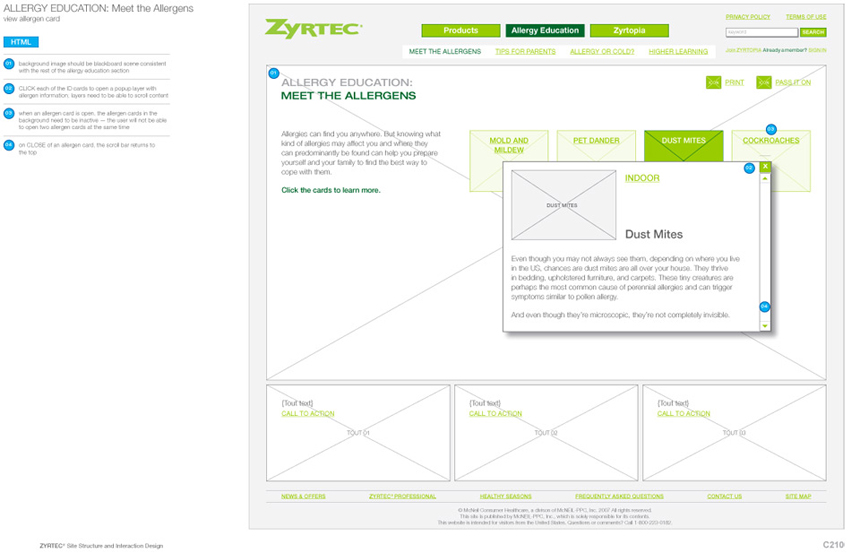 ALLERGY EDUCATION: Meet the Allergens
view allergen card
HTML
01 background image should be blackboard scene consistent
with the rest of the allergy education section
02 CLICK each of the ID cards to open a popup layer with
allergen information. layers need to be able to scroll content
03 when an allergen card is open, the allergen cards in the
background need to be inactive — the user will not be able
to open two allergen cards at the same time
04 on CLOSE of an allergen card, the scroll bar returns to
the top
ZYRTEC®
Products
Allergy Education
Zyrtopia
PRIVACY POLICY
TERMS OF USE
keyword
SEARCH
Join ZYRTOPIA Already a member? SIGN IN
MEET THE ALLERGENS
TIPS FOR PARENTS
ALLERGY OR COLD?
HIGHER LEARNING
01
ALLERGY EDUCATION:
MEET THE ALLERGENS
PRINT
PASS IT ON
Allergies can find you anywhere. But knowing what
kind of allergies may affect you and where they
can predominantly be found can help you prepare
yourself and your family to find the best way to
cope with them.
Click the cards to learn more.
MOLD AND
MILDEW
PET DANDER
DUST MITES
03
COCKROACHES
02
X
DUST MITES
INDOOR
Dust Mites
Even though you may not always see them, depending on where you live
in the US, chances are dust mites are all over your house. They thrive
in bedding, upholstered furniture, and carpets. These tiny creatures are
perhaps the most common cause of perennial allergies and can trigger
symptoms similar to pollen allergy.
And even though they're microscopic, they're not completely invisible.
04
{Tout text}
CALL TO ACTION
TOUT 01
{Tout text}
CALL TO ACTION
TOUT 02
{Tout text}
CALL TO ACTION
TOUT 03
NEWS & OFFERS
ZYRTEC® PROFESSIONAL
HEALTHY SEASONS
FREQUENTLY ASKED QUESTIONS
CONTACT US
SITE MAP
© McNeil Consumer Healthcare, a division of McNEIL-PPC, Inc. 2007 All rights reserved.
This site is published by McNEIL-PPC, Inc., which is solely responsible for its contents.
This website is intended for visitors from the United States. Questions or comments? Call
ZYRTEC® Site Structure and Interaction Design
C210